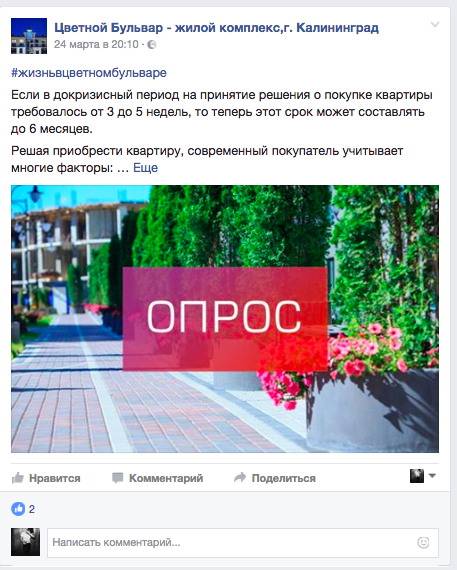 Цветной Бульвар - жилой комплекс,г. Калининград
24 марта в 20:10 ·
#жизньвцветномбульваре
Если в докризисный период на принятие решения о покупке квартиры
требовалось от 3 до 5 недель, то теперь этот срок может составлять
до 6 месяцев.
Решая приобрести квартиру, современный покупатель учитывает
многие факторы: ... Еще
ОПРОС
Нравится Комментарий Поделиться
2
Написать комментарий...